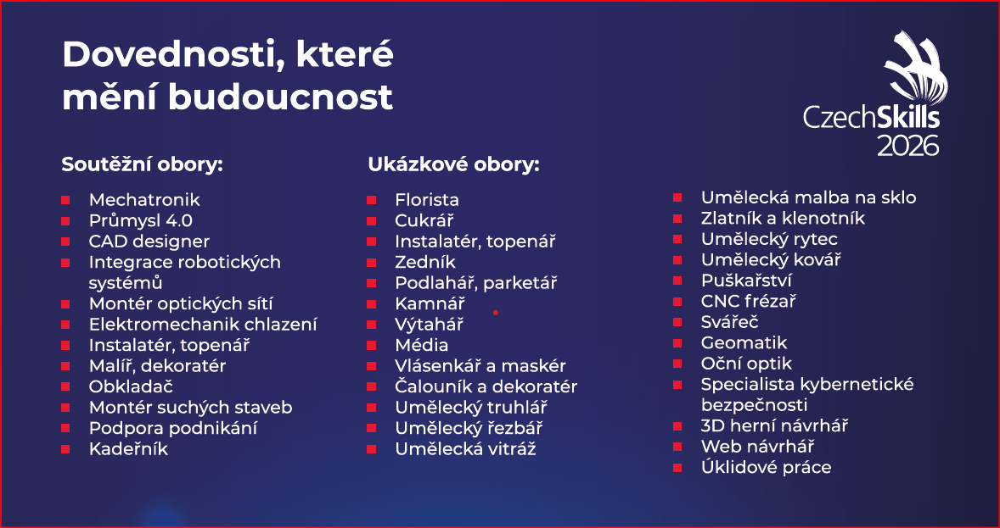 Dovednosti, které
mění budoucnost
CzechSkills
2026
Soutěžní obory:
Mechatronik
Průmysl 4.0
CAD designer
Integrace robotických
systémů
Montér optických sítí
Elektromechanik chlazení
Instalatér, topenář
Malíř, dekoratér
Obkladač
Montér suchých staveb
Podpora podnikání
Kadeřník
Ukázkové obory:
Florista
Cukrář
Instalatér, topenář
Zedník
Podlahář, parketář
Kamnář
Výtahář
Média
Vlásenkář a maskér
Čalouník a dekoratér
Umělecký truhlář
Umělecký řezbář
Umělecká vitráž
Umělecká malba na sklo
Zlatník a klenotník
Umělecký rytec
Umělecký kovář
Puškařství
CNC frézař
Svářeč
Geomatik
Oční optik
Specialista kybernetické
bezpečnosti
3D herní návrhář
Web návrhář
Úklidové práce